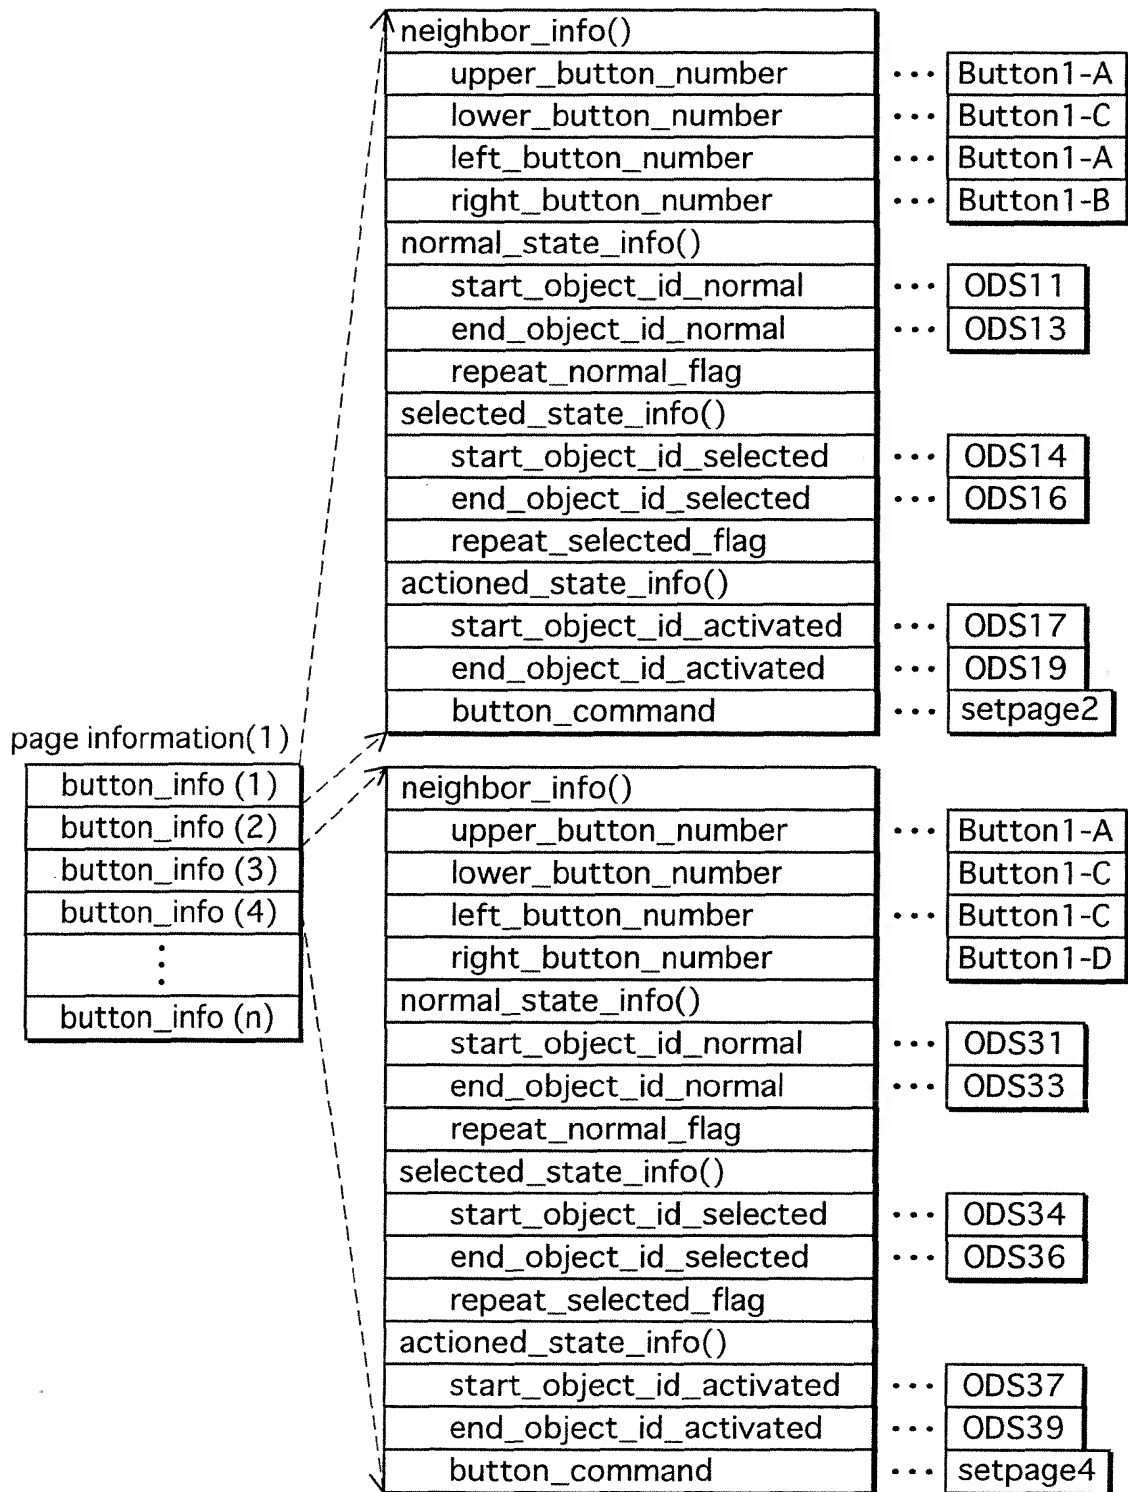 neighbor_info()
upper_button_number ••• Button1-A
lower_button_number ••• Button1-C
left_button_number ••• Button1-A
right_button_number ••• Button1-B
normal_state_info()
start_object_id_normal ••• ODS11
end_object_id_normal ••• ODS13
repeat_normal_flag
selected_state_info()
start_object_id_selected ••• ODS14
end_object_id_selected ••• ODS16
repeat_selected_flag
actioned_state_info()
start_object_id_activated ••• ODS17
end_object_id_activated ••• ODS19
button_command ••• setpage2
page information(1)
button_info (1)
button_info (2)
button_info (3)
button_info (4)
button_info (n)
neighbor_info()
upper_button_number ••• Button1-A
lower_button_number Button1-C
left_button_number ••• Button1-C
right_button_number Button1-D
normal_state_info()
start_object_id_normal ••• ODS31
end_object_id_normal ••• ODS33
repeat_normal_flag
selected_state_info()
start_object_id_selected ••• ODS34
end_object_id_selected ••• ODS36
repeat_selected_flag
actioned_state_info()
start_object_id_activated ••• ODS37
end_object_id_activated ••• ODS39
button_command ••• setpage4